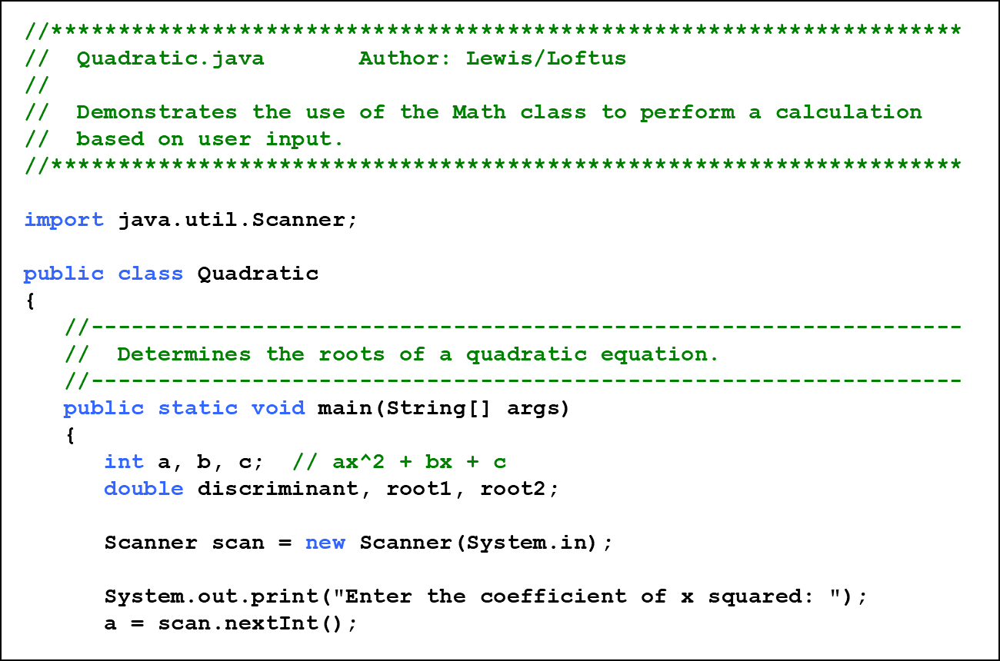 //********************************************************************
//  Quadratic.java       Author: Lewis/Loftus
//
//  Demonstrates the use of the Math class to perform a calculation
//  based on user input.
//********************************************************************
import java.util.Scanner;
public class Quadratic
{
   //-----------------------------------------------------------------
   //  Determines the roots of a quadratic equation.
   //-----------------------------------------------------------------
   public static void main(String[] args)
   {
      int a, b, c;  // ax^2 + bx + c
      double discriminant, root1, root2;
      Scanner scan = new Scanner(System.in);
      System.out.print("Enter the coefficient of x squared: ");
      a = scan.nextInt();